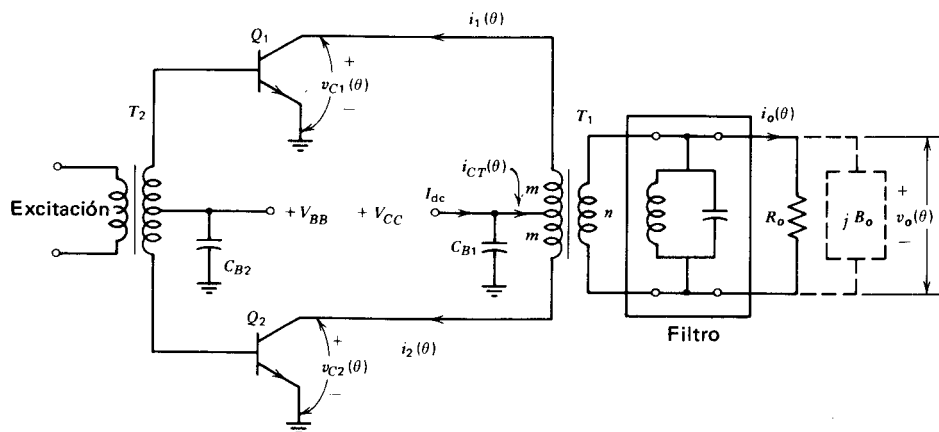 i₁(θ)
Q₁
+
v_C1(θ)
−
T₂
T₁
i_o(θ)
i_CT(θ)
m
I_dc
Excitación
+ V_BB
+ V_CC
n
R_o
j B_o
+
v_o(θ)
−
m
C_B1
C_B2
Q₂
Filtro
+
v_C2(θ)
−
i₂(θ)